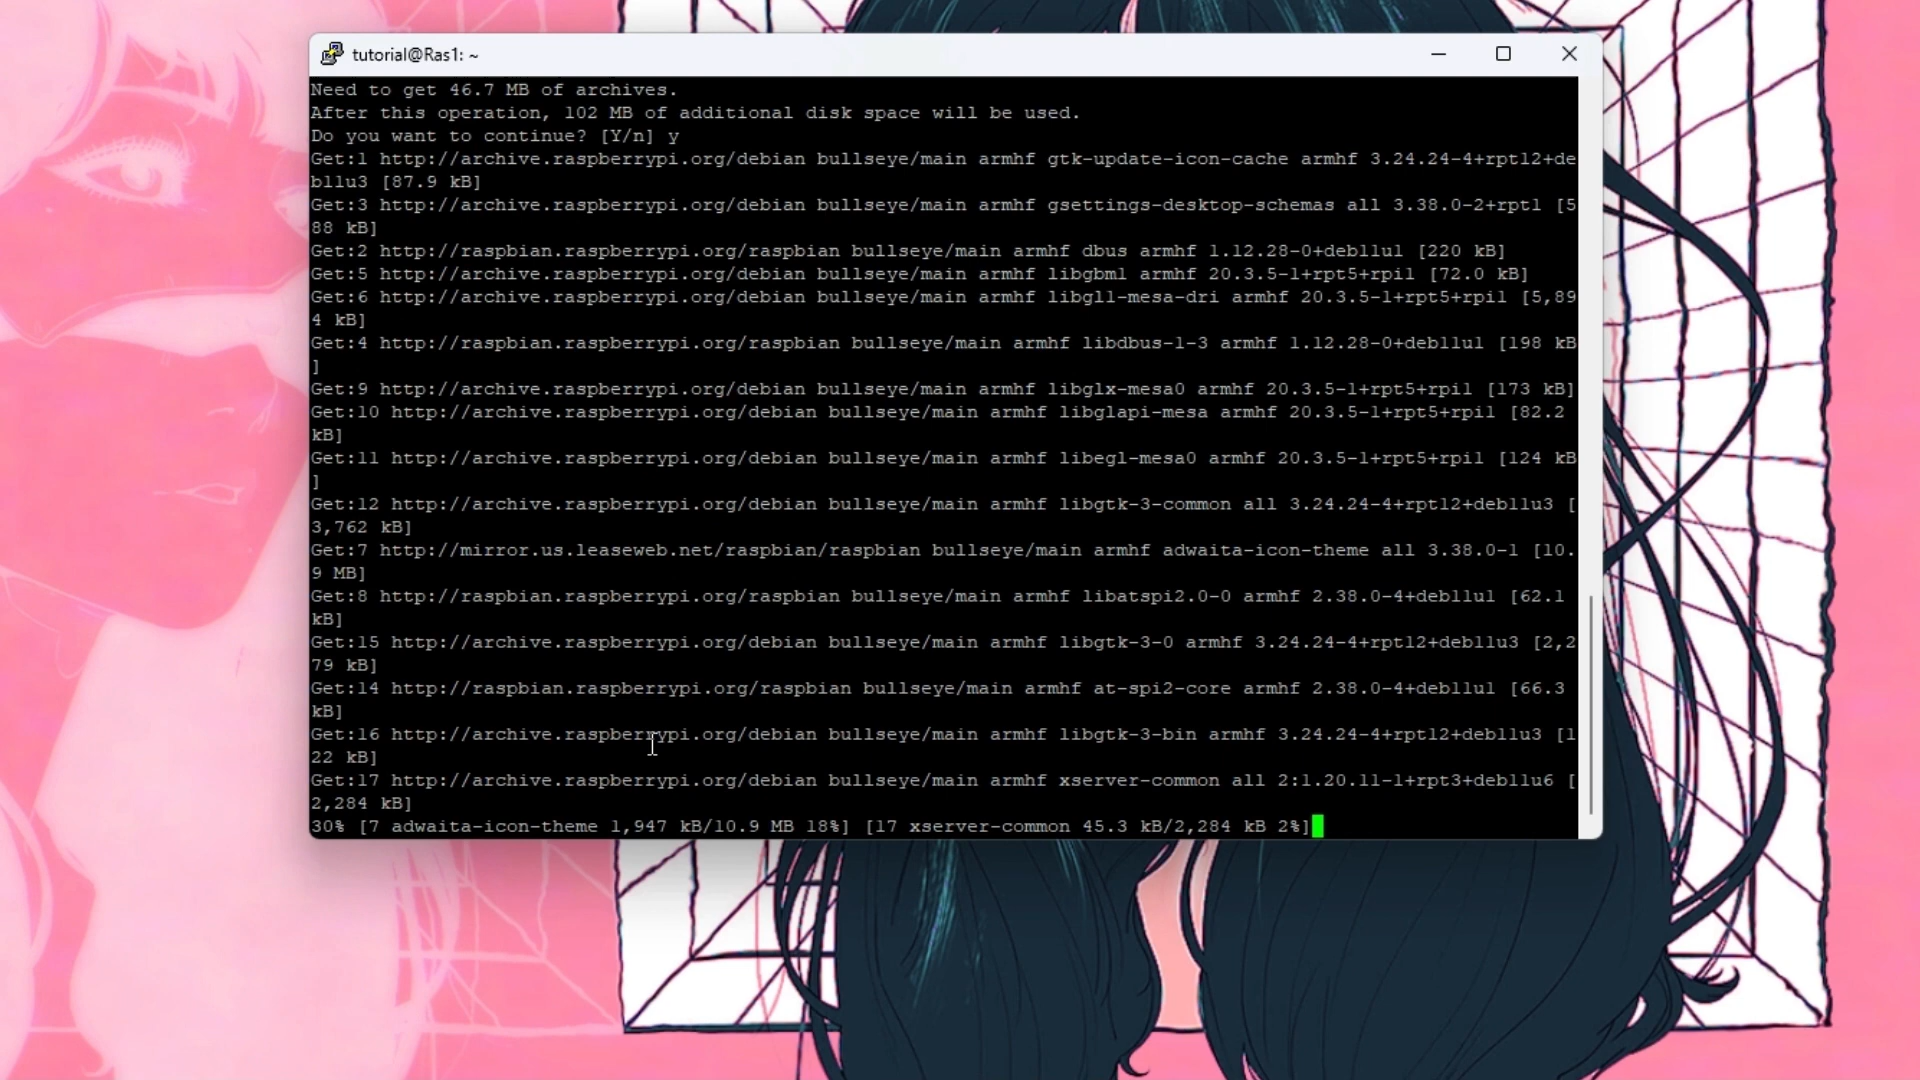 tutorial@Ras1: ~
Need to get 46.7 MB of archives.
After this operation, 102 MB of additional disk space will be used.
Do you want to continue? [Y/n] y
Get:1 http://archive.raspberrypi.org/debian bullseye/main armhf gtk-update-icon-cache armhf 3.24.24-4+rpt12+de
b11u3 [87.9 kB]
Get:3 http://archive.raspberrypi.org/debian bullseye/main armhf gsettings-desktop-schemas all 3.38.0-2+rpt1 [5
88 kB]
Get:2 http://raspbian.raspberrypi.org/raspbian bullseye/main armhf dbus armhf 1.12.28-0+deb11u1 [220 kB]
Get:5 http://archive.raspberrypi.org/debian bullseye/main armhf libgbm1 armhf 20.3.5-1+rpt5+rpi1 [72.0 kB]
Get:6 http://archive.raspberrypi.org/debian bullseye/main armhf libgl1-mesa-dri armhf 20.3.5-1+rpt5+rpi1 [5,89
4 kB]
Get:4 http://raspbian.raspberrypi.org/raspbian bullseye/main armhf libdbus-1-3 armhf 1.12.28-0+deb11u1 [198 kB
]
Get:9 http://archive.raspberrypi.org/debian bullseye/main armhf libglx-mesa0 armhf 20.3.5-1+rpt5+rpi1 [173 kB]
Get:10 http://archive.raspberrypi.org/debian bullseye/main armhf libglapi-mesa armhf 20.3.5-1+rpt5+rpi1 [82.2
kB]
Get:11 http://archive.raspberrypi.org/debian bullseye/main armhf libegl-mesa0 armhf 20.3.5-1+rpt5+rpi1 [124 kB
]
Get:12 http://archive.raspberrypi.org/debian bullseye/main armhf libgtk-3-common all 3.24.24-4+rpt12+deb11u3 [
3,762 kB]
Get:7 http://mirror.us.leaseweb.net/raspbian/raspbian bullseye/main armhf adwaita-icon-theme all 3.38.0-1 [10.
9 MB]
Get:8 http://raspbian.raspberrypi.org/raspbian bullseye/main armhf libatspi2.0-0 armhf 2.38.0-4+deb11u1 [62.1
kB]
Get:15 http://archive.raspberrypi.org/debian bullseye/main armhf libgtk-3-0 armhf 3.24.24-4+rpt12+deb11u3 [2,2
79 kB]
Get:14 http://raspbian.raspberrypi.org/raspbian bullseye/main armhf at-spi2-core armhf 2.38.0-4+deb11u1 [66.3
kB]
Get:16 http://archive.raspberrypi.org/debian bullseye/main armhf libgtk-3-bin armhf 3.24.24-4+rpt12+deb11u3 [1
22 kB]
Get:17 http://archive.raspberrypi.org/debian bullseye/main armhf xserver-common all 2:1.20.11-1+rpt3+deb11u6 [
2,284 kB]
30% [7 adwaita-icon-theme 1,947 kB/10.9 MB 18%] [17 xserver-common 45.3 kB/2,284 kB 2%]